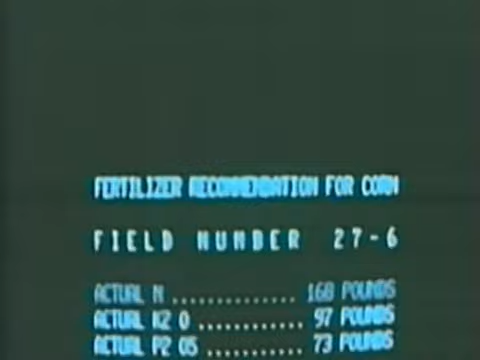 FERTILIZER RECOMMENDATION FOR CORN
FIELD NUMBER 27-6
ACTUAL N .............. 168 POUNDS
ACTUAL K2 O ............ 97 POUNDS
ACTUAL P2 O5 ........... 73 POUNDS